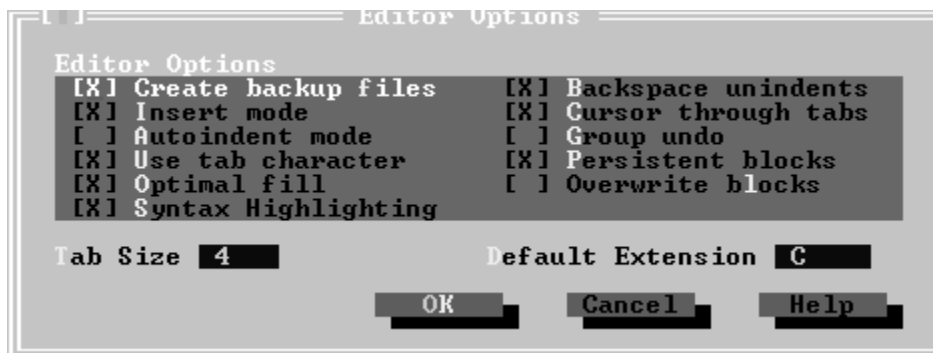 Editor Options
Editor Options
[X] Create backup files [X] Backspace unindents
[X] Insert mode [X] Cursor through tabs
[ ] Autoindent mode [ ] Group undo
[X] Use tab character [X] Persistent blocks
[X] Optimal fill [ ] Overwrite blocks
[X] Syntax Highlighting
Tab Size 4 Default Extension C
OK Cancel Help